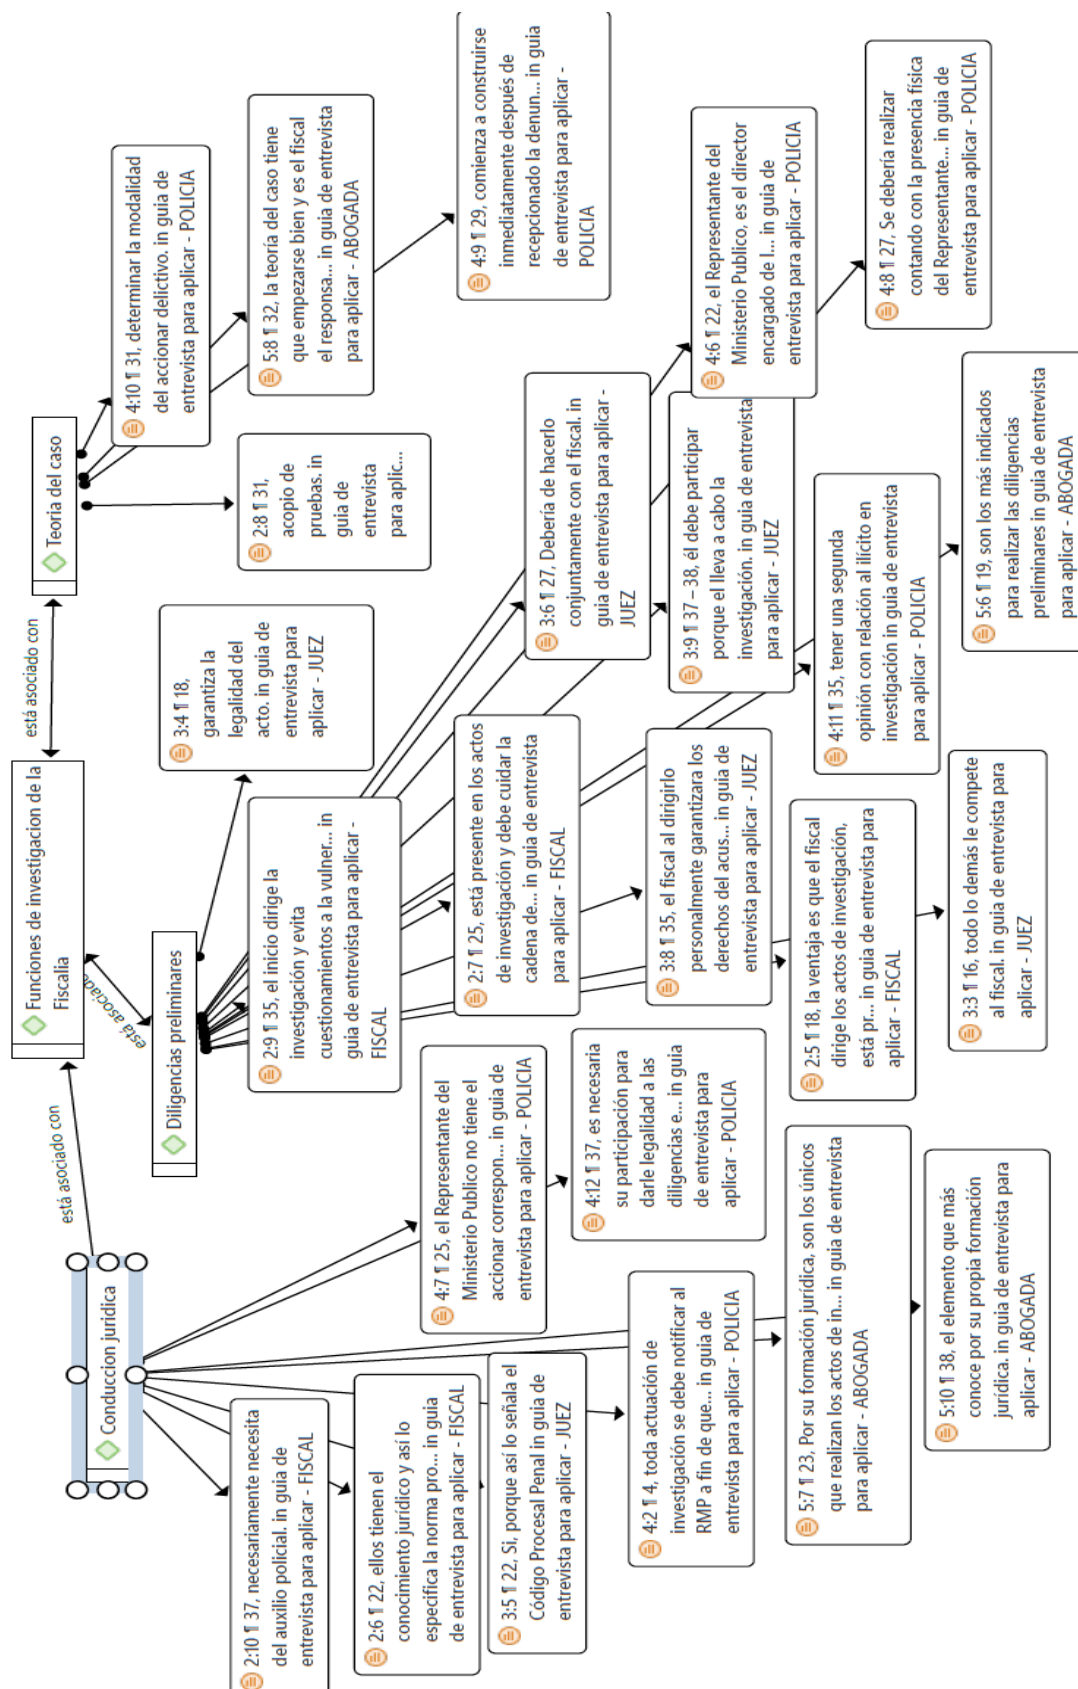 Funciones de investigacion de la
Fiscalia
está asociado con
está asociado
está asociado con
Conduccion juridica
Diligencias preliminares
Teoria del caso
2:10 ¶ 37, necesariamente necesita
del auxilio policial. in guia de
entrevista para aplicar - FISCAL
2:6 ¶ 22, ellos tienen el
conocimiento jurídico y así lo
especifica la norma pro... in guia
de entrevista para aplicar - FISCAL
3:5 ¶ 22, Si, porque así lo señala el
Código Procesal Penal in guia de
entrevista para aplicar - JUEZ
4:2 ¶ 4, toda actuación de
investigación se debe notificar al
RMP a fin de que... in guia de
entrevista para aplicar - POLICIA
5:7 ¶ 23, Por su formación jurídica, son los únicos
que realizan los actos de in... in guia de entrevista
para aplicar - ABOGADA
5:10 ¶ 38, el elemento que más
conoce por su propia formación
jurídica. in guia de entrevista para
aplicar - ABOGADA
4:7 ¶ 25, el Representante del
Ministerio Publico no tiene el
accionar correspon... in guia de
entrevista para aplicar - POLICIA
4:12 ¶ 37, es necesaria
su participación para
darle legalidad a las
diligencias e... in guia
de entrevista para
aplicar - POLICIA
2:9 ¶ 35, el inicio dirige la
investigación y evita
cuestionamientos a la vulner... in
guia de entrevista para aplicar -
FISCAL
2:7 ¶ 25, está presente en los actos
de investigación y debe cuidar la
cadena de... in guia de entrevista
para aplicar - FISCAL
3:8 ¶ 35, el fiscal al dirigirlo
personalmente garantizara los
derechos del acus... in guia de
entrevista para aplicar - JUEZ
2:5 ¶ 18, la ventaja es que el fiscal
dirige los actos de investigación,
está pr... in guia de entrevista para
aplicar - FISCAL
3:3 ¶ 16, todo lo demás le compete
al fiscal. in guia de entrevista para
aplicar - JUEZ
3:4 ¶ 18,
garantiza la
legalidad del
acto. in guia de
entrevista para
aplicar - JUEZ
3:6 ¶ 27, Debería de hacerlo
conjuntamente con el fiscal. in
guia de entrevista para aplicar -
JUEZ
3:9 ¶ 37 – 38, él debe participar
porque el lleva a cabo la
investigación. in guia de entrevista
para aplicar - JUEZ
4:11 ¶ 35, tener una segunda
opinión con relación al ilícito en
investigación in guia de entrevista
para aplicar - POLICIA
5:6 ¶ 19, son los más indicados
para realizar las diligencias
preliminares in guia de entrevista
para aplicar - ABOGADA
4:6 ¶ 22, el Representante del
Ministerio Publico, es el director
encargado de l... in guia de
entrevista para aplicar - POLICIA
4:8 ¶ 27, Se debería realizar
contando con la presencia física
del Representante... in guia de
entrevista para aplicar - POLICIA
2:8 ¶ 31,
acopio de
pruebas. in
guia de
entrevista
para aplic...
4:10 ¶ 31, determinar la modalidad
del accionar delictivo. in guia de
entrevista para aplicar - POLICIA
5:8 ¶ 32, la teoría del caso tiene
que empezarse bien y es el fiscal
el responsa... in guia de entrevista
para aplicar - ABOGADA
4:9 ¶ 29, comienza a construirse
inmediatamente después de
recepcionado la denun... in guia
de entrevista para aplicar -
POLICIA